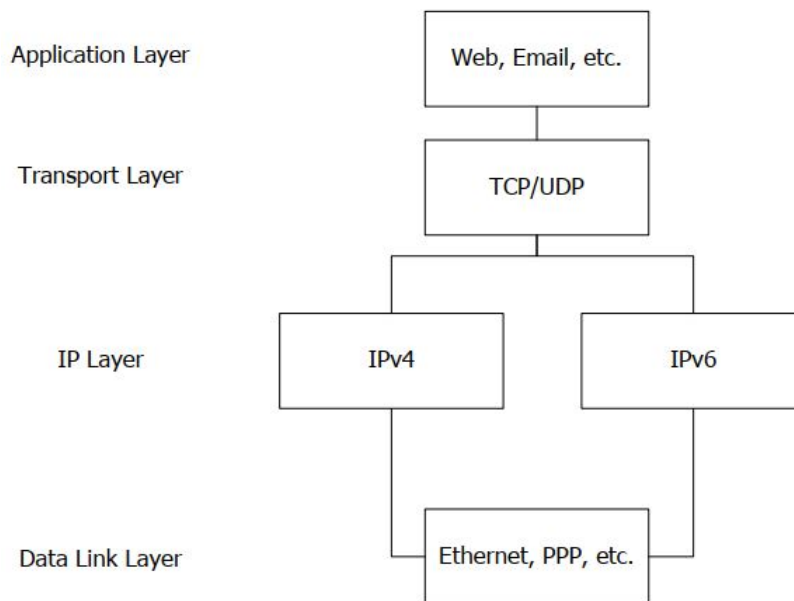 Application Layer
Web, Email, etc.
Transport Layer
TCP/UDP
IP Layer
IPv4
IPv6
Data Link Layer
Ethernet, PPP, etc.